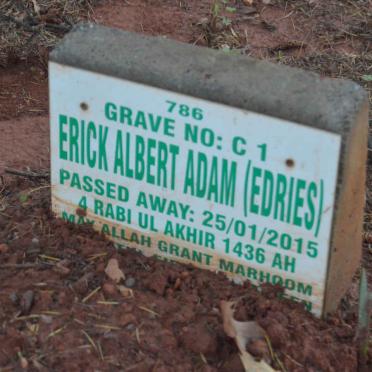 786
GRAVE NO: C 1
ERICK ALBERT ADAM (EDRIES)
PASSED AWAY: 25/01/2015
4 RABI UL AKHIR 1436 AH
MAY ALLAH GRANT MARHOOM